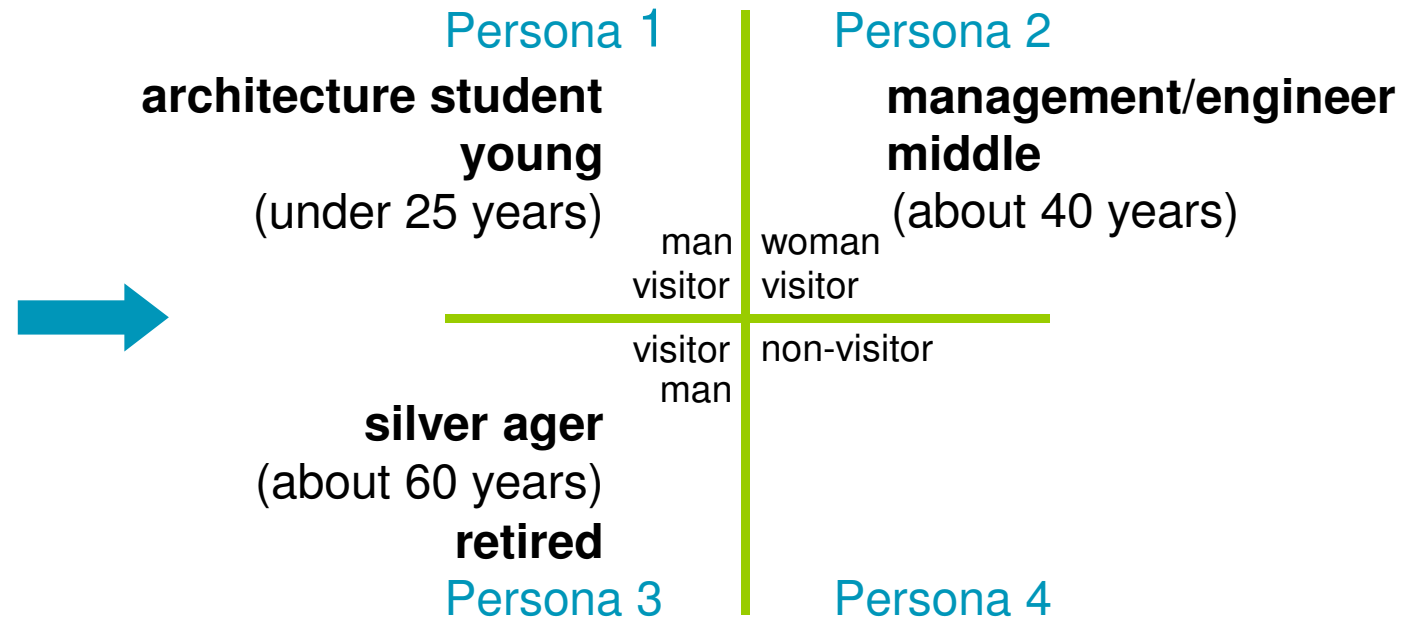 Persona 1
architecture student
young
(under 25 years)
man
visitor
Persona 2
management/engineer
middle
(about 40 years)
woman
visitor
visitor
man
silver ager
(about 60 years)
retired
Persona 3
non-visitor
Persona 4